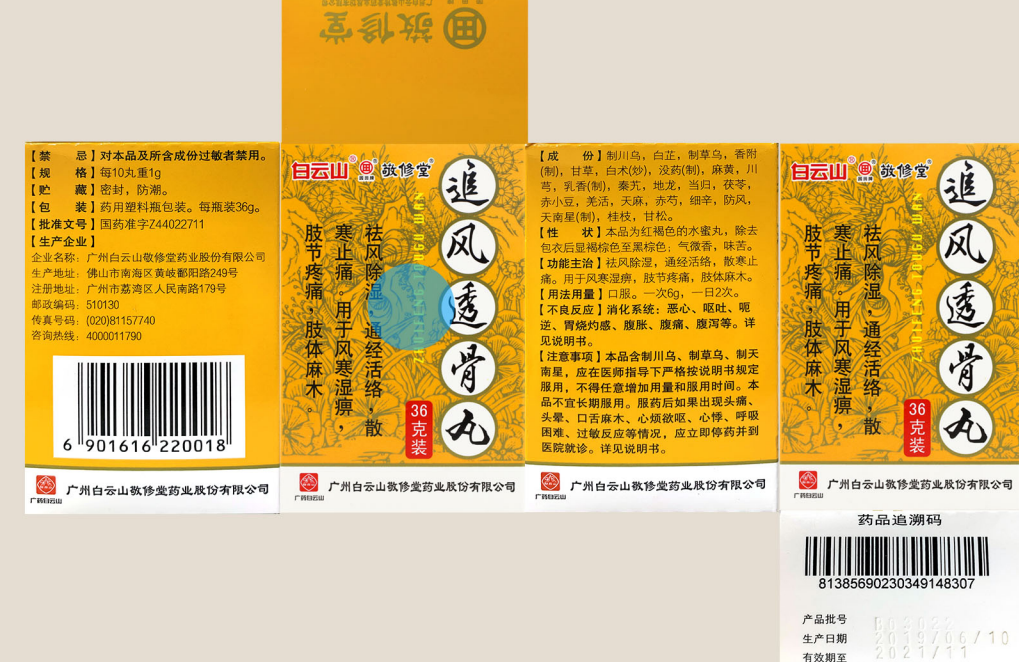 敬修堂
【禁 忌】对本品及所含成份过敏者禁用。
【规 格】每10丸重1g
【贮 藏】密封，防潮。
【包 装】药用塑料瓶包装。每瓶装36g。
【批准文号】国药准字Z44022711
【生产企业】
企业名称：广州白云山敬修堂药业股份有限公司
生产地址：佛山市南海区黄岐鄱阳路249号
注册地址：广州市荔湾区人民南路179号
邮政编码：510130
传真号码：(020)81157740
咨询热线：4000011790
6 901616 220018
广药白云山
广州白云山敬修堂药业股份有限公司
白云山® 敬修堂®
追风透骨丸
ZHUIFENG TOUGU WAN
祛风除湿，通经活络，散
寒止痛。用于风寒湿痹，
肢节疼痛，肢体麻木。
36克装
广药白云山
广州白云山敬修堂药业股份有限公司
【成 份】制川乌，白芷，制草乌，香附
(制)，甘草，白术(炒)，没药(制)，麻黄，川
芎，乳香(制)，秦艽，地龙，当归，茯苓，
赤小豆，羌活，天麻，赤芍，细辛，防风，
天南星(制)，桂枝，甘松。
【性 状】本品为红褐色的水蜜丸，除去
包衣后显褐棕色至黑棕色；气微香，味苦。
【功能主治】祛风除湿，通经活络，散寒止
痛。用于风寒湿痹，肢节疼痛，肢体麻木。
【用法用量】口服。一次6g，一日2次。
【不良反应】消化系统：恶心、呕吐、呃
逆、胃烧灼感、腹胀、腹痛、腹泻等。详
见说明书。
【注意事项】本品含制川乌、制草乌、制天
南星，应在医师指导下严格按说明书规定
服用，不得任意增加用量和服用时间。本
品不宜长期服用。服药后如果出现头痛、
头晕、口舌麻木、心烦欲呕、心悸、呼吸
困难、过敏反应等情况，应立即停药并到
医院就诊。详见说明书。
广药白云山
广州白云山敬修堂药业股份有限公司
白云山® 敬修堂®
追风透骨丸
ZHUIFENG TOUGU WAN
祛风除湿，通经活络，散
寒止痛。用于风寒湿痹，
肢节疼痛，肢体麻木。
36克装
广药白云山
广州白云山敬修堂药业股份有限公司
药品追溯码
81385690230349148307
产品批号
生产日期 2019/06/10
有效期至 2021/11